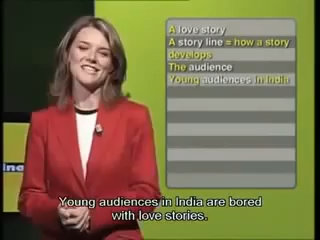 A love story
A story line = how a story
develops
The audience
Young audiences in India
ine
Young audiences in India are bored
with love stories.